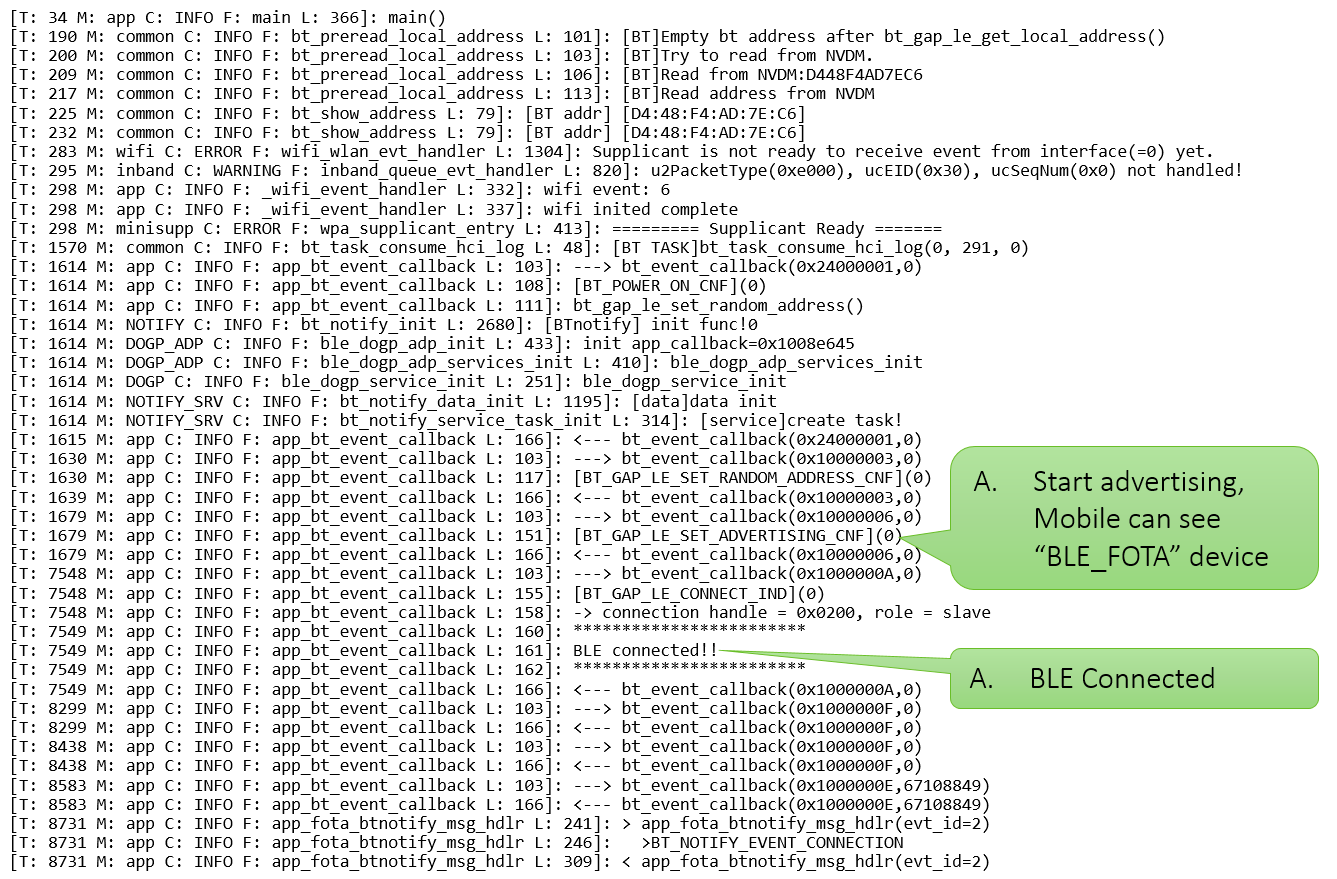 [T: 34 M: app C: INFO F: main L: 366]: main()
[T: 190 M: common C: INFO F: bt_preread_local_address L: 101]: [BT]Empty bt address after bt_gap_le_get_local_address()
[T: 200 M: common C: INFO F: bt_preread_local_address L: 103]: [BT]Try to read from NVDM.
[T: 209 M: common C: INFO F: bt_preread_local_address L: 106]: [BT]Read from NVDM:D448F4AD7EC6
[T: 217 M: common C: INFO F: bt_preread_local_address L: 113]: [BT]Read address from NVDM
[T: 225 M: common C: INFO F: bt_show_address L: 79]: [BT addr] [D4:48:F4:AD:7E:C6]
[T: 232 M: common C: INFO F: bt_show_address L: 79]: [BT addr] [D4:48:F4:AD:7E:C6]
[T: 283 M: wifi C: ERROR F: wifi_wlan_evt_handler L: 1304]: Supplicant is not ready to receive event from interface(=0) yet.
[T: 295 M: inband C: WARNING F: inband_queue_evt_handler L: 820]: u2PacketType(0xe000), ucEID(0x30), ucSeqNum(0x0) not handled!
[T: 298 M: app C: INFO F: _wifi_event_handler L: 332]: wifi event: 6
[T: 298 M: app C: INFO F: _wifi_event_handler L: 337]: wifi inited complete
[T: 298 M: minisupp C: ERROR F: wpa_supplicant_entry L: 413]: ========= Supplicant Ready =======
[T: 1570 M: common C: INFO F: bt_task_consume_hci_log L: 48]: [BT TASK]bt_task_consume_hci_log(0, 291, 0)
[T: 1614 M: app C: INFO F: app_bt_event_callback L: 103]: ---> bt_event_callback(0x24000001,0)
[T: 1614 M: app C: INFO F: app_bt_event_callback L: 108]: [BT_POWER_ON_CNF](0)
[T: 1614 M: app C: INFO F: app_bt_event_callback L: 111]: bt_gap_le_set_random_address()
[T: 1614 M: NOTIFY C: INFO F: bt_notify_init L: 2680]: [BTnotify] init func!0
[T: 1614 M: DOGP_ADP C: INFO F: ble_dogp_adp_init L: 433]: init app_callback=0x1008e645
[T: 1614 M: DOGP_ADP C: INFO F: ble_dogp_adp_services_init L: 410]: ble_dogp_adp_services_init
[T: 1614 M: DOGP C: INFO F: ble_dogp_service_init L: 251]: ble_dogp_service_init
[T: 1614 M: NOTIFY_SRV C: INFO F: bt_notify_data_init L: 1195]: [data]data init
[T: 1614 M: NOTIFY_SRV C: INFO F: bt_notify_service_task_init L: 314]: [service]create task!
[T: 1615 M: app C: INFO F: app_bt_event_callback L: 166]: <--- bt_event_callback(0x24000001,0)
[T: 1630 M: app C: INFO F: app_bt_event_callback L: 103]: ---> bt_event_callback(0x10000003,0)
[T: 1630 M: app C: INFO F: app_bt_event_callback L: 117]: [BT_GAP_LE_SET_RANDOM_ADDRESS_CNF](0)
[T: 1639 M: app C: INFO F: app_bt_event_callback L: 166]: <--- bt_event_callback(0x10000003,0)
[T: 1679 M: app C: INFO F: app_bt_event_callback L: 103]: ---> bt_event_callback(0x10000006,0)
[T: 1679 M: app C: INFO F: app_bt_event_callback L: 151]: [BT_GAP_LE_SET_ADVERTISING_CNF](0)
[T: 1679 M: app C: INFO F: app_bt_event_callback L: 166]: <--- bt_event_callback(0x10000006,0)
[T: 7548 M: app C: INFO F: app_bt_event_callback L: 103]: ---> bt_event_callback(0x1000000A,0)
[T: 7548 M: app C: INFO F: app_bt_event_callback L: 155]: [BT_GAP_LE_CONNECT_IND](0)
[T: 7548 M: app C: INFO F: app_bt_event_callback L: 158]: -> connection handle = 0x0200, role = slave
[T: 7549 M: app C: INFO F: app_bt_event_callback L: 160]: ************************
[T: 7549 M: app C: INFO F: app_bt_event_callback L: 161]: BLE connected!!
[T: 7549 M: app C: INFO F: app_bt_event_callback L: 162]: ************************
[T: 7549 M: app C: INFO F: app_bt_event_callback L: 166]: <--- bt_event_callback(0x1000000A,0)
[T: 8299 M: app C: INFO F: app_bt_event_callback L: 103]: ---> bt_event_callback(0x1000000F,0)
[T: 8299 M: app C: INFO F: app_bt_event_callback L: 166]: <--- bt_event_callback(0x1000000F,0)
[T: 8438 M: app C: INFO F: app_bt_event_callback L: 103]: ---> bt_event_callback(0x1000000F,0)
[T: 8438 M: app C: INFO F: app_bt_event_callback L: 166]: <--- bt_event_callback(0x1000000F,0)
[T: 8583 M: app C: INFO F: app_bt_event_callback L: 103]: ---> bt_event_callback(0x1000000E,67108849)
[T: 8583 M: app C: INFO F: app_bt_event_callback L: 166]: <--- bt_event_callback(0x1000000E,67108849)
[T: 8731 M: app C: INFO F: app_fota_btnotify_msg_hdlr L: 241]: > app_fota_btnotify_msg_hdlr(evt_id=2)
[T: 8731 M: app C: INFO F: app_fota_btnotify_msg_hdlr L: 246]:   >BT_NOTIFY_EVENT_CONNECTION
[T: 8731 M: app C: INFO F: app_fota_btnotify_msg_hdlr L: 309]: < app_fota_btnotify_msg_hdlr(evt_id=2)
A. Start advertising,
Mobile can see
“BLE_FOTA” device
A. BLE Connected